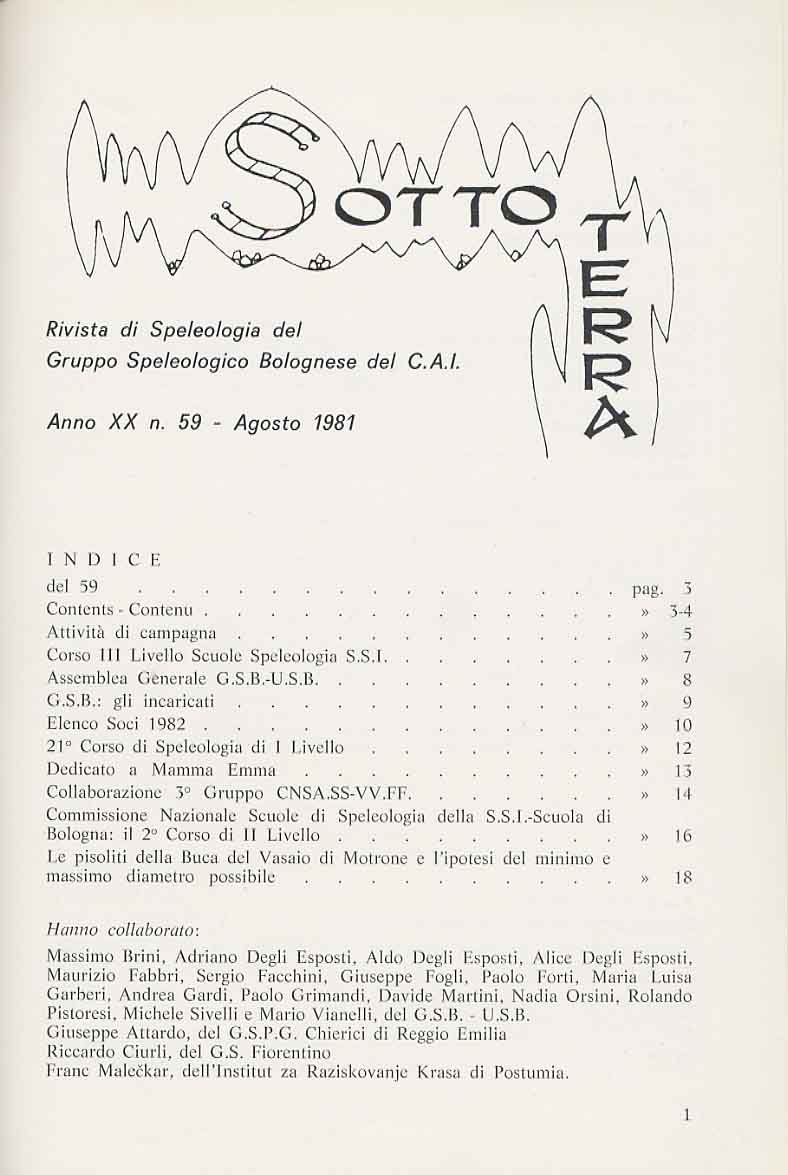 SOTTO
TERRA
Rivista di Speleologia del
Gruppo Speleologico Bolognese del C.A.I.
Anno XX n. 59 - Agosto 1981
INDICE
del 59 . . . . . . . . . . . . . . . pag. 3
Contents - Contenu . . . . . . . . . . . . . » 3-4
Attività di campagna . . . . . . . . . . . . » 5
Corso III Livello Scuole Speleologia S.S.I. . . . . . . . » 7
Assemblea Generale G.S.B.-U.S.B. . . . . . . . . . » 8
G.S.B.: gli incaricati . . . . . . . . . . . . » 9
Elenco Soci 1982 . . . . . . . . . . . . . » 10
21° Corso di Speleologia di I Livello . . . . . . . . » 12
Dedicato a Mamma Emma . . . . . . . . . . » 13
Collaborazione 3° Gruppo CNSA.SS-VV.FF. . . . . . . » 14
Commissione Nazionale Scuole di Speleologia della S.S.I.-Scuola di
Bologna: il 2° Corso di II Livello . . . . . . . . . » 16
Le pisoliti della Buca del Vasaio di Motrone e l'ipotesi del minimo e
massimo diametro possibile . . . . . . . . . . » 18
Hanno collaborato:
Massimo Brini, Adriano Degli Esposti, Aldo Degli Esposti, Alice Degli Esposti,
Maurizio Fabbri, Sergio Facchini, Giuseppe Fogli, Paolo Forti, Maria Luisa
Garberi, Andrea Gardi, Paolo Grimandi, Davide Martini, Nadia Orsini, Rolando
Pistoresi, Michele Sivelli e Mario Vianelli, del G.S.B. - U.S.B.
Giuseppe Attardo, del G.S.P.G. Chierici di Reggio Emilia
Riccardo Ciurli, del G.S. Fiorentino
Franc Malečkar, dell'Institut za Raziskovanje Krasa di Postumia.
1